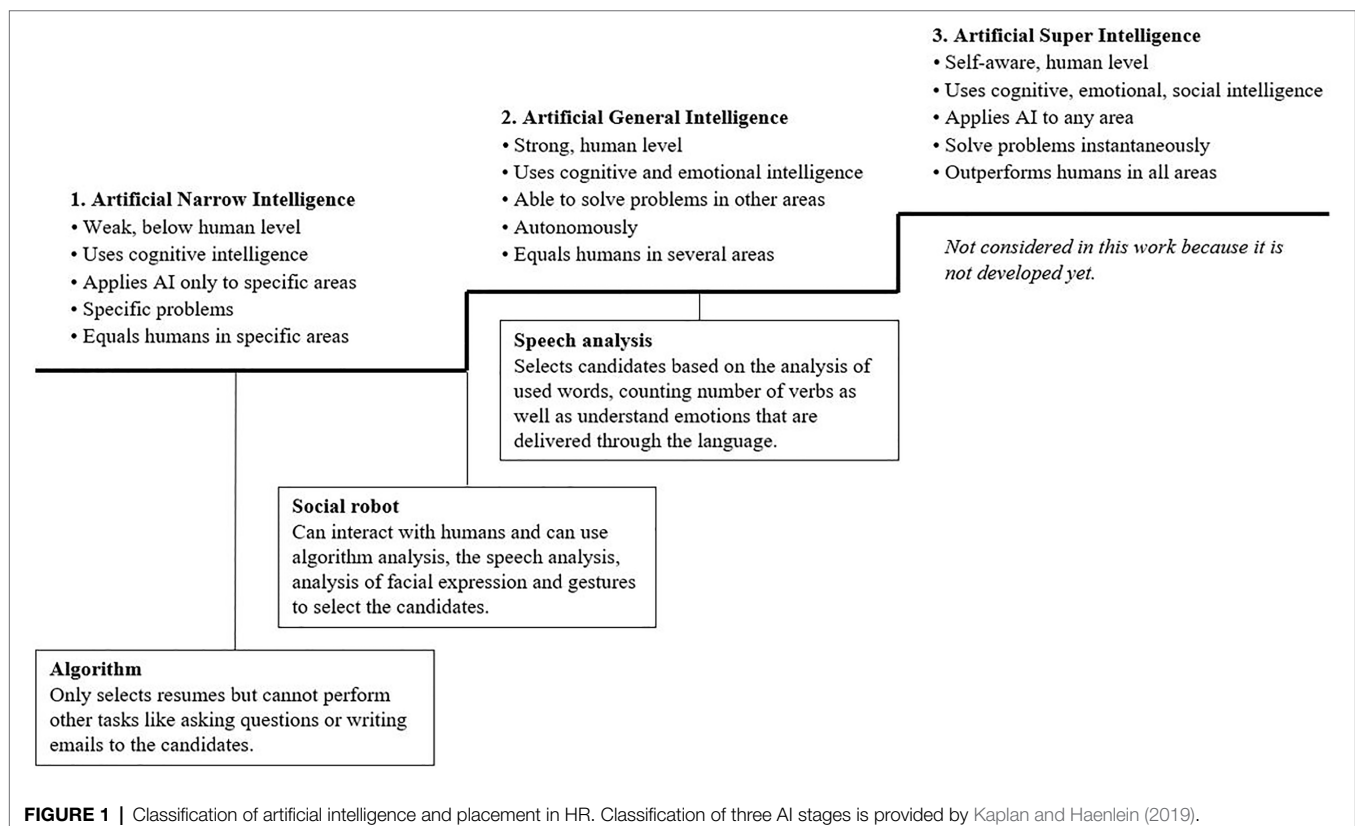 1. Artificial Narrow Intelligence
• Weak, below human level
• Uses cognitive intelligence
• Applies AI only to specific areas
• Specific problems
• Equals humans in specific areas
2. Artificial General Intelligence
• Strong, human level
• Uses cognitive and emotional intelligence
• Able to solve problems in other areas
• Autonomously
• Equals humans in several areas
3. Artificial Super Intelligence
• Self-aware, human level
• Uses cognitive, emotional, social intelligence
• Applies AI to any area
• Solve problems instantaneously
• Outperforms humans in all areas
Not considered in this work because it is
not developed yet.
Speech analysis
Selects candidates based on the analysis of
used words, counting number of verbs as
well as understand emotions that are
delivered through the language.
Social robot
Can interact with humans and can use
algorithm analysis, the speech analysis,
analysis of facial expression and gestures
to select the candidates.
Algorithm
Only selects resumes but cannot perform
other tasks like asking questions or writing
emails to the candidates.
FIGURE 1 | Classification of artificial intelligence and placement in HR. Classification of three AI stages is provided by Kaplan and Haenlein (2019).